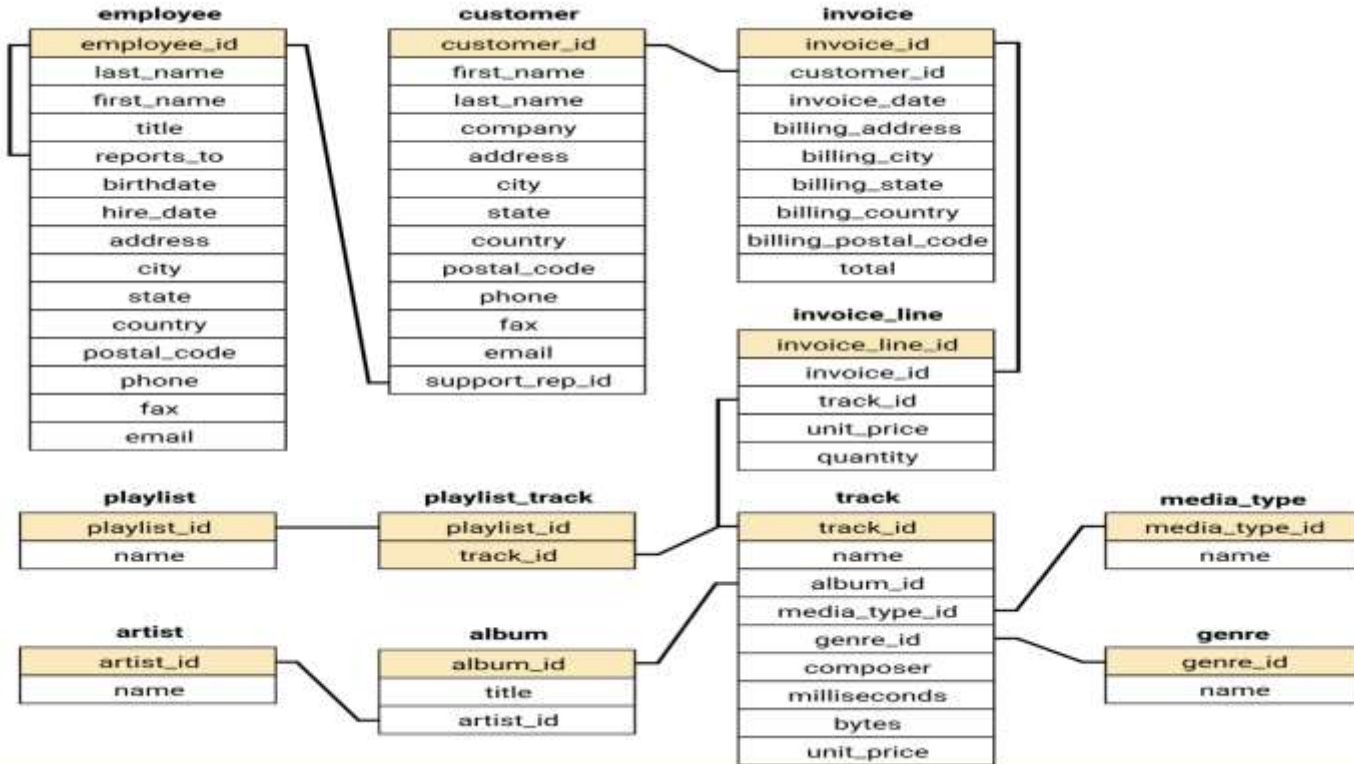 employee
employee_id
last_name
first_name
title
reports_to
birthdate
hire_date
address
city
state
country
postal_code
phone
fax
email
customer
customer_id
first_name
last_name
company
address
city
state
country
postal_code
phone
fax
email
support_rep_id
invoice
invoice_id
customer_id
invoice_date
billing_address
billing_city
billing_state
billing_country
billing_postal_code
total
invoice_line
invoice_line_id
invoice_id
track_id
unit_price
quantity
playlist
playlist_id
name
playlist_track
playlist_id
track_id
track
track_id
name
album_id
media_type_id
genre_id
composer
milliseconds
bytes
unit_price
media_type
media_type_id
name
artist
artist_id
name
album
album_id
title
artist_id
genre
genre_id
name